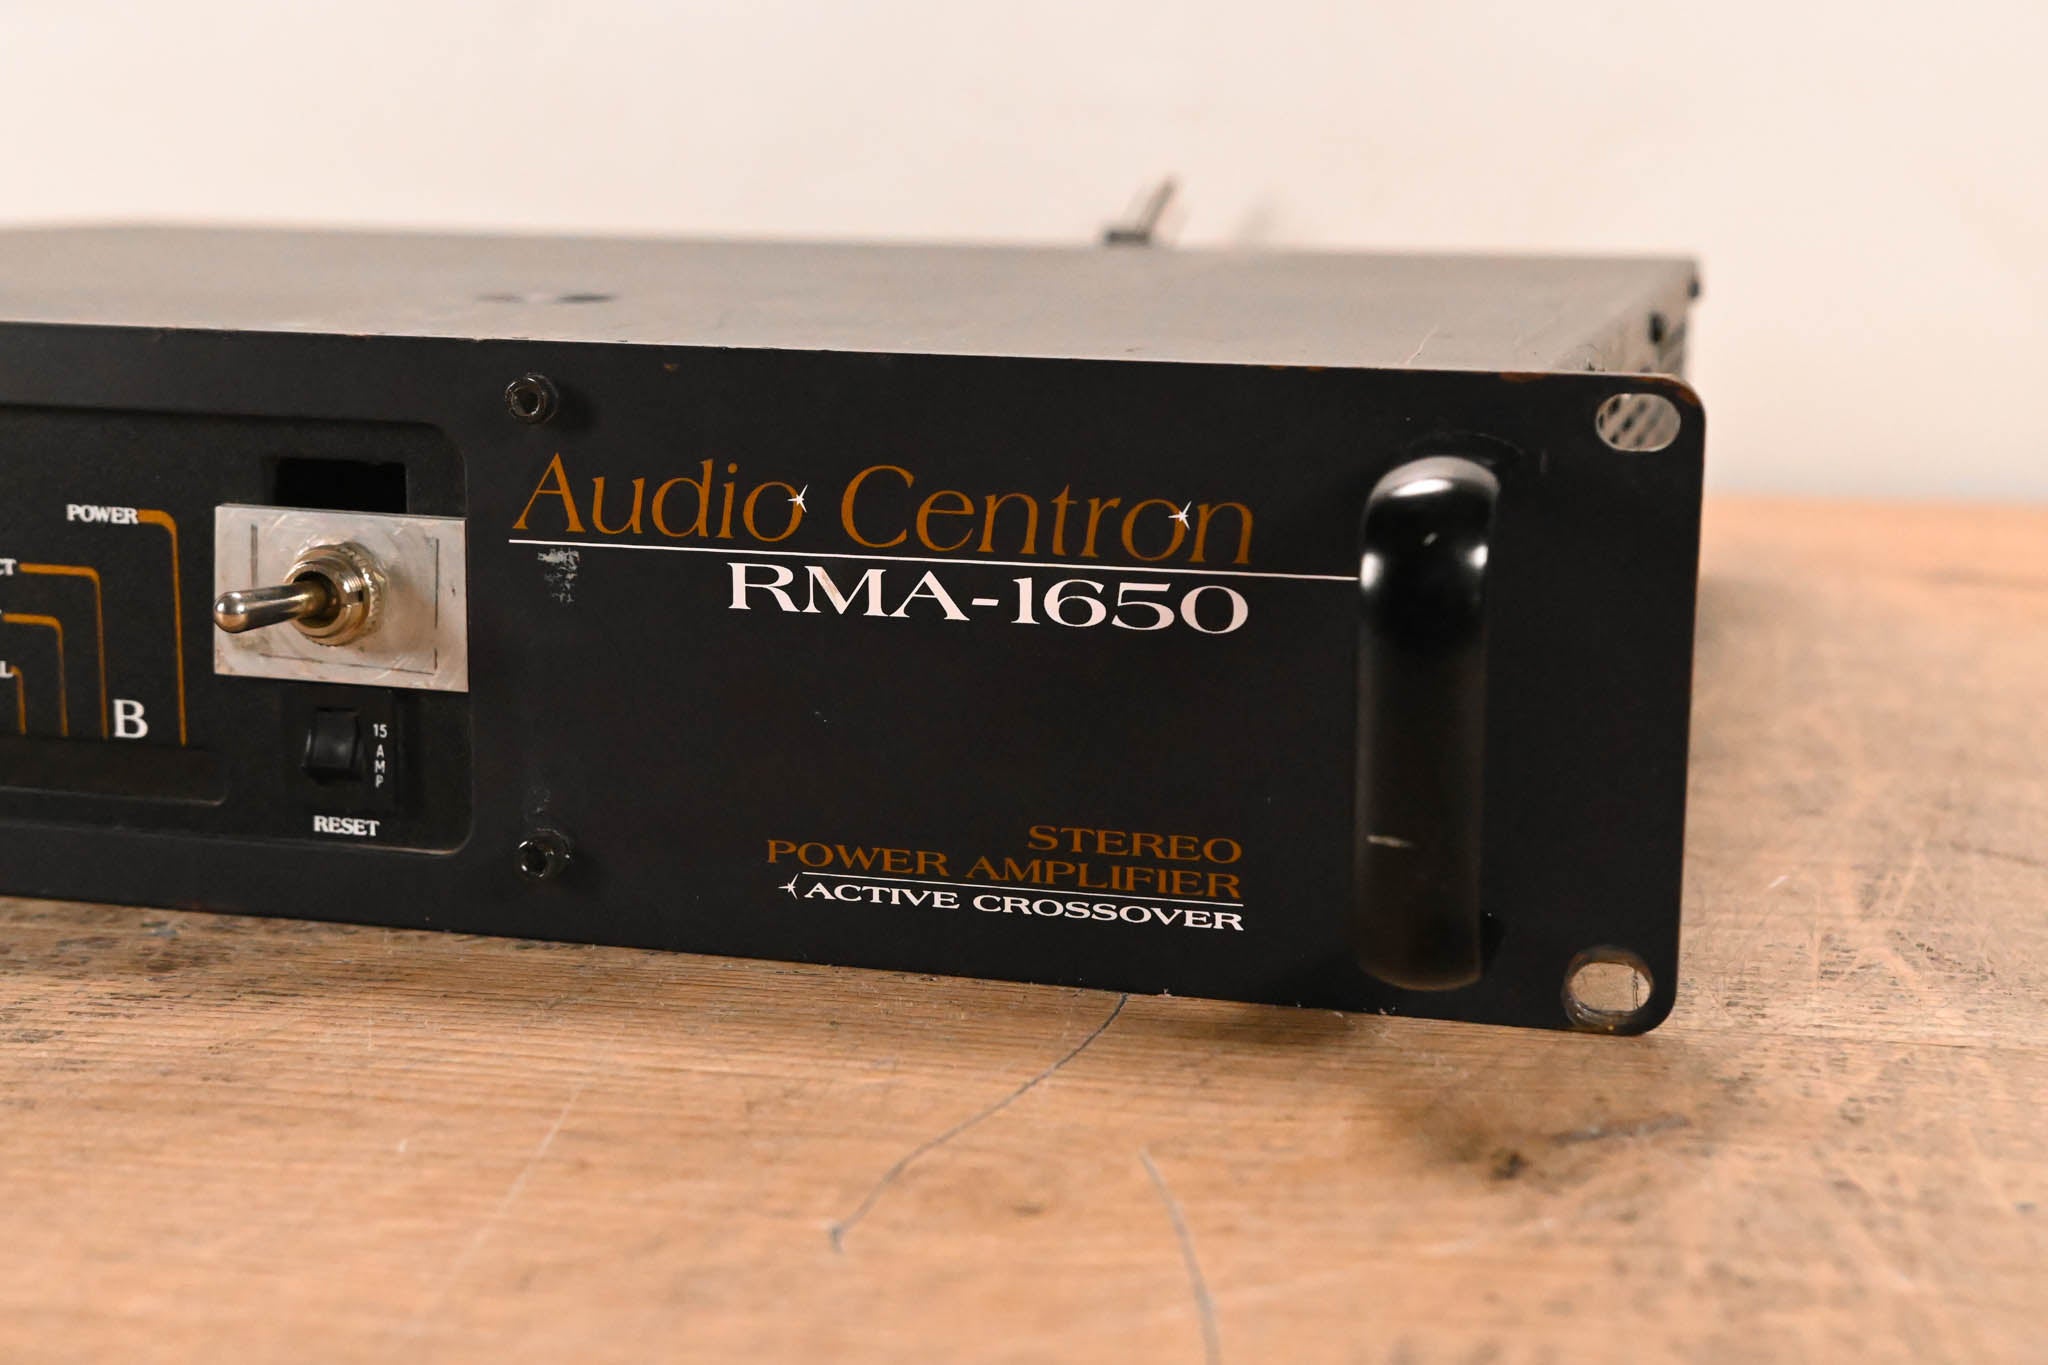 POWER
B
15
AMP
RESET
Audio Centron
RMA-1650
STEREO
POWER AMPLIFIER
ACTIVE CROSSOVER